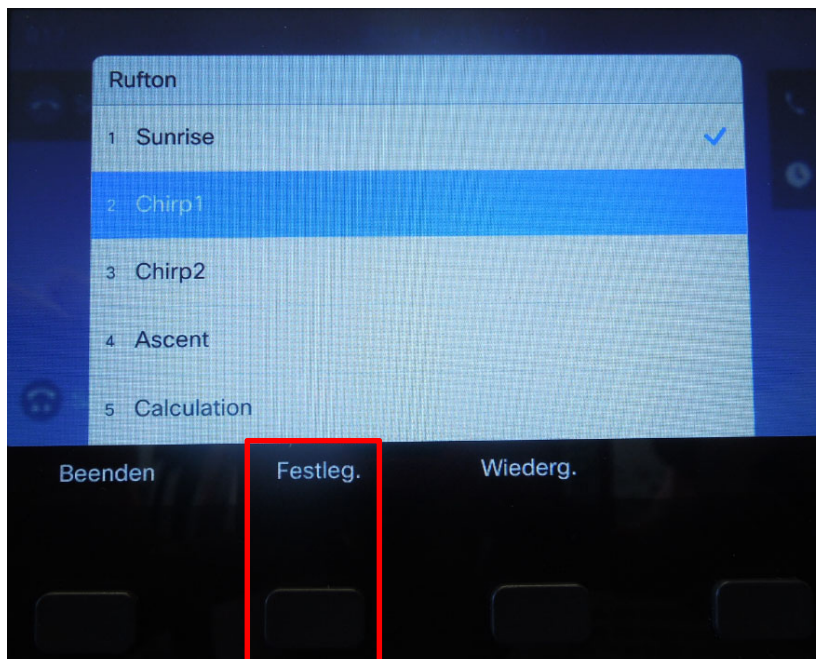 Rufton
1 Sunrise
2 Chirp1
3 Chirp2
4 Ascent
5 Calculation
Beenden Festleg. Wiederg.